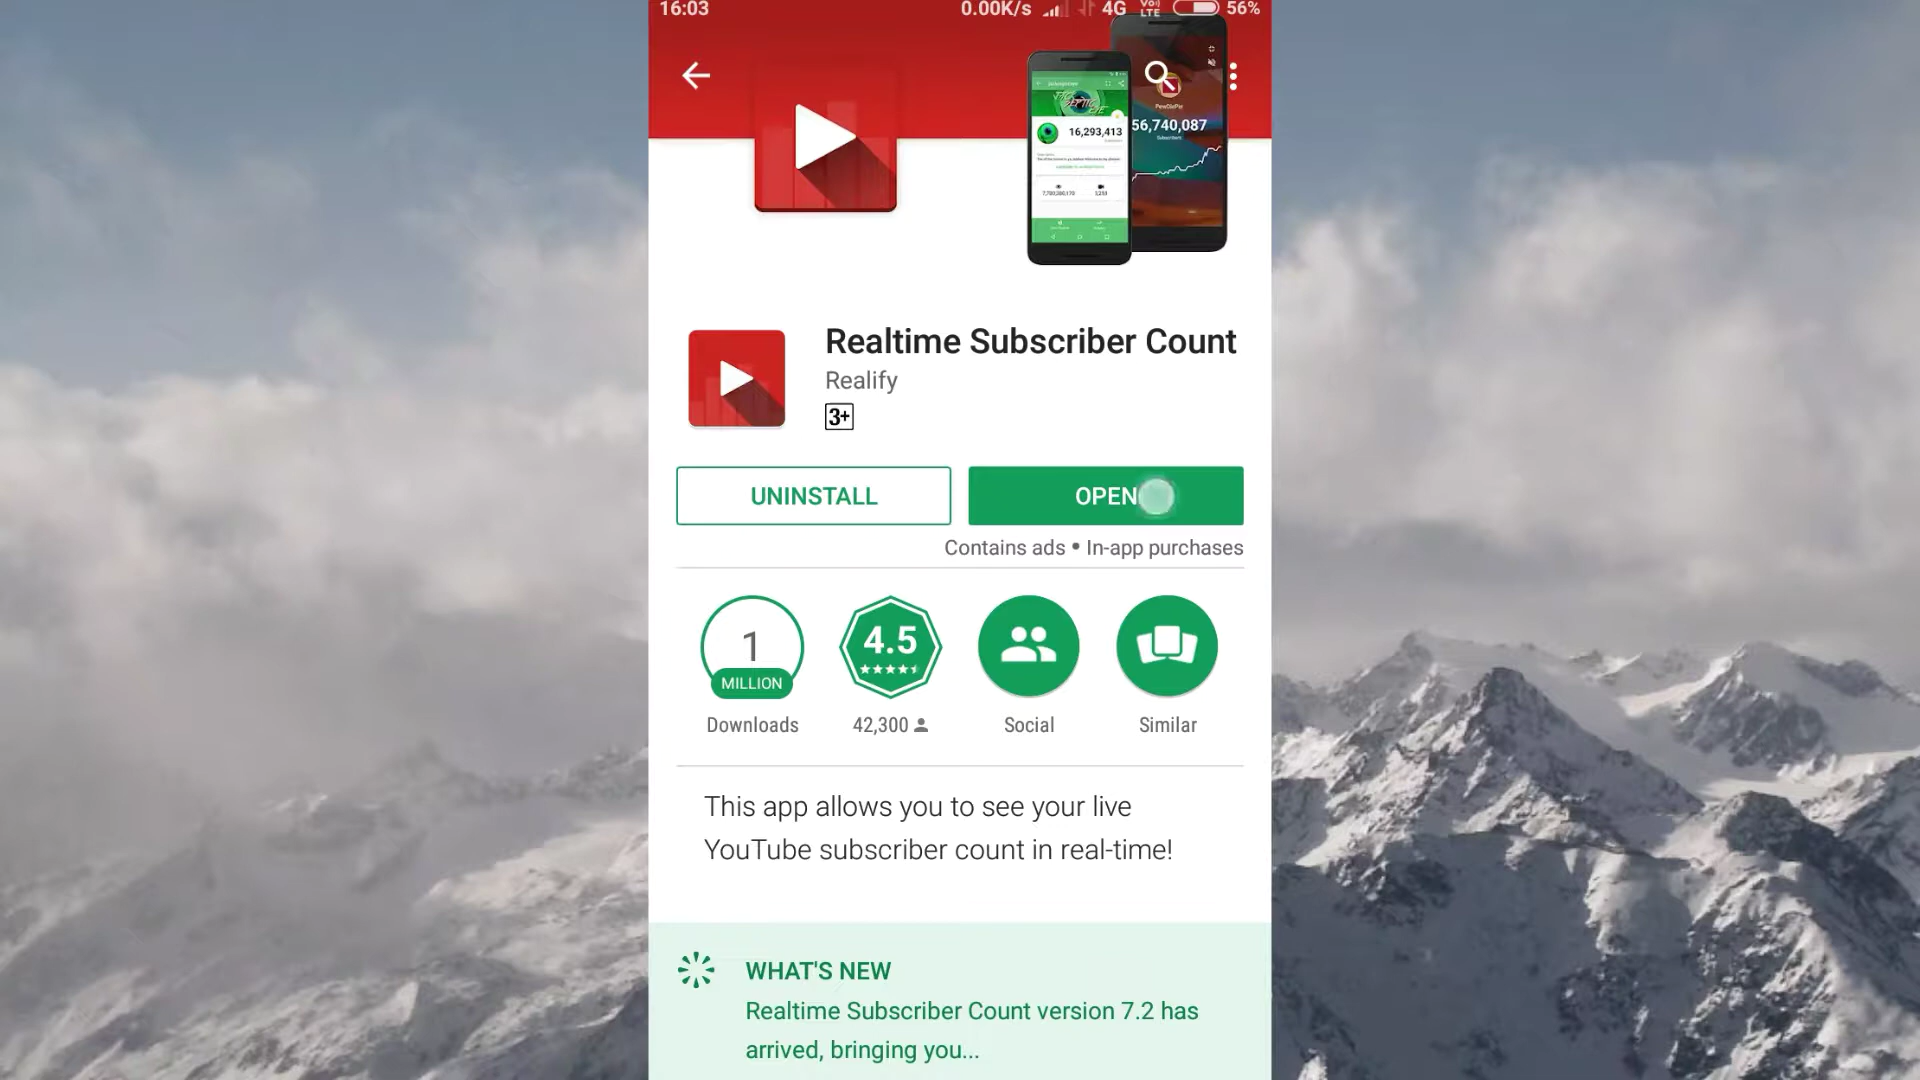 16:03 0.00K/s 4G VoLTE 56%
16,293,413
PewDiePie
56,740,087
Subscribers
Realtime Subscriber Count
Realify
3+
UNINSTALL OPEN
Contains ads • In-app purchases
1 MILLION 4.5
Downloads 42,300 Social Similar
This app allows you to see your live
YouTube subscriber count in real-time!
WHAT'S NEW
Realtime Subscriber Count version 7.2 has
arrived, bringing you...